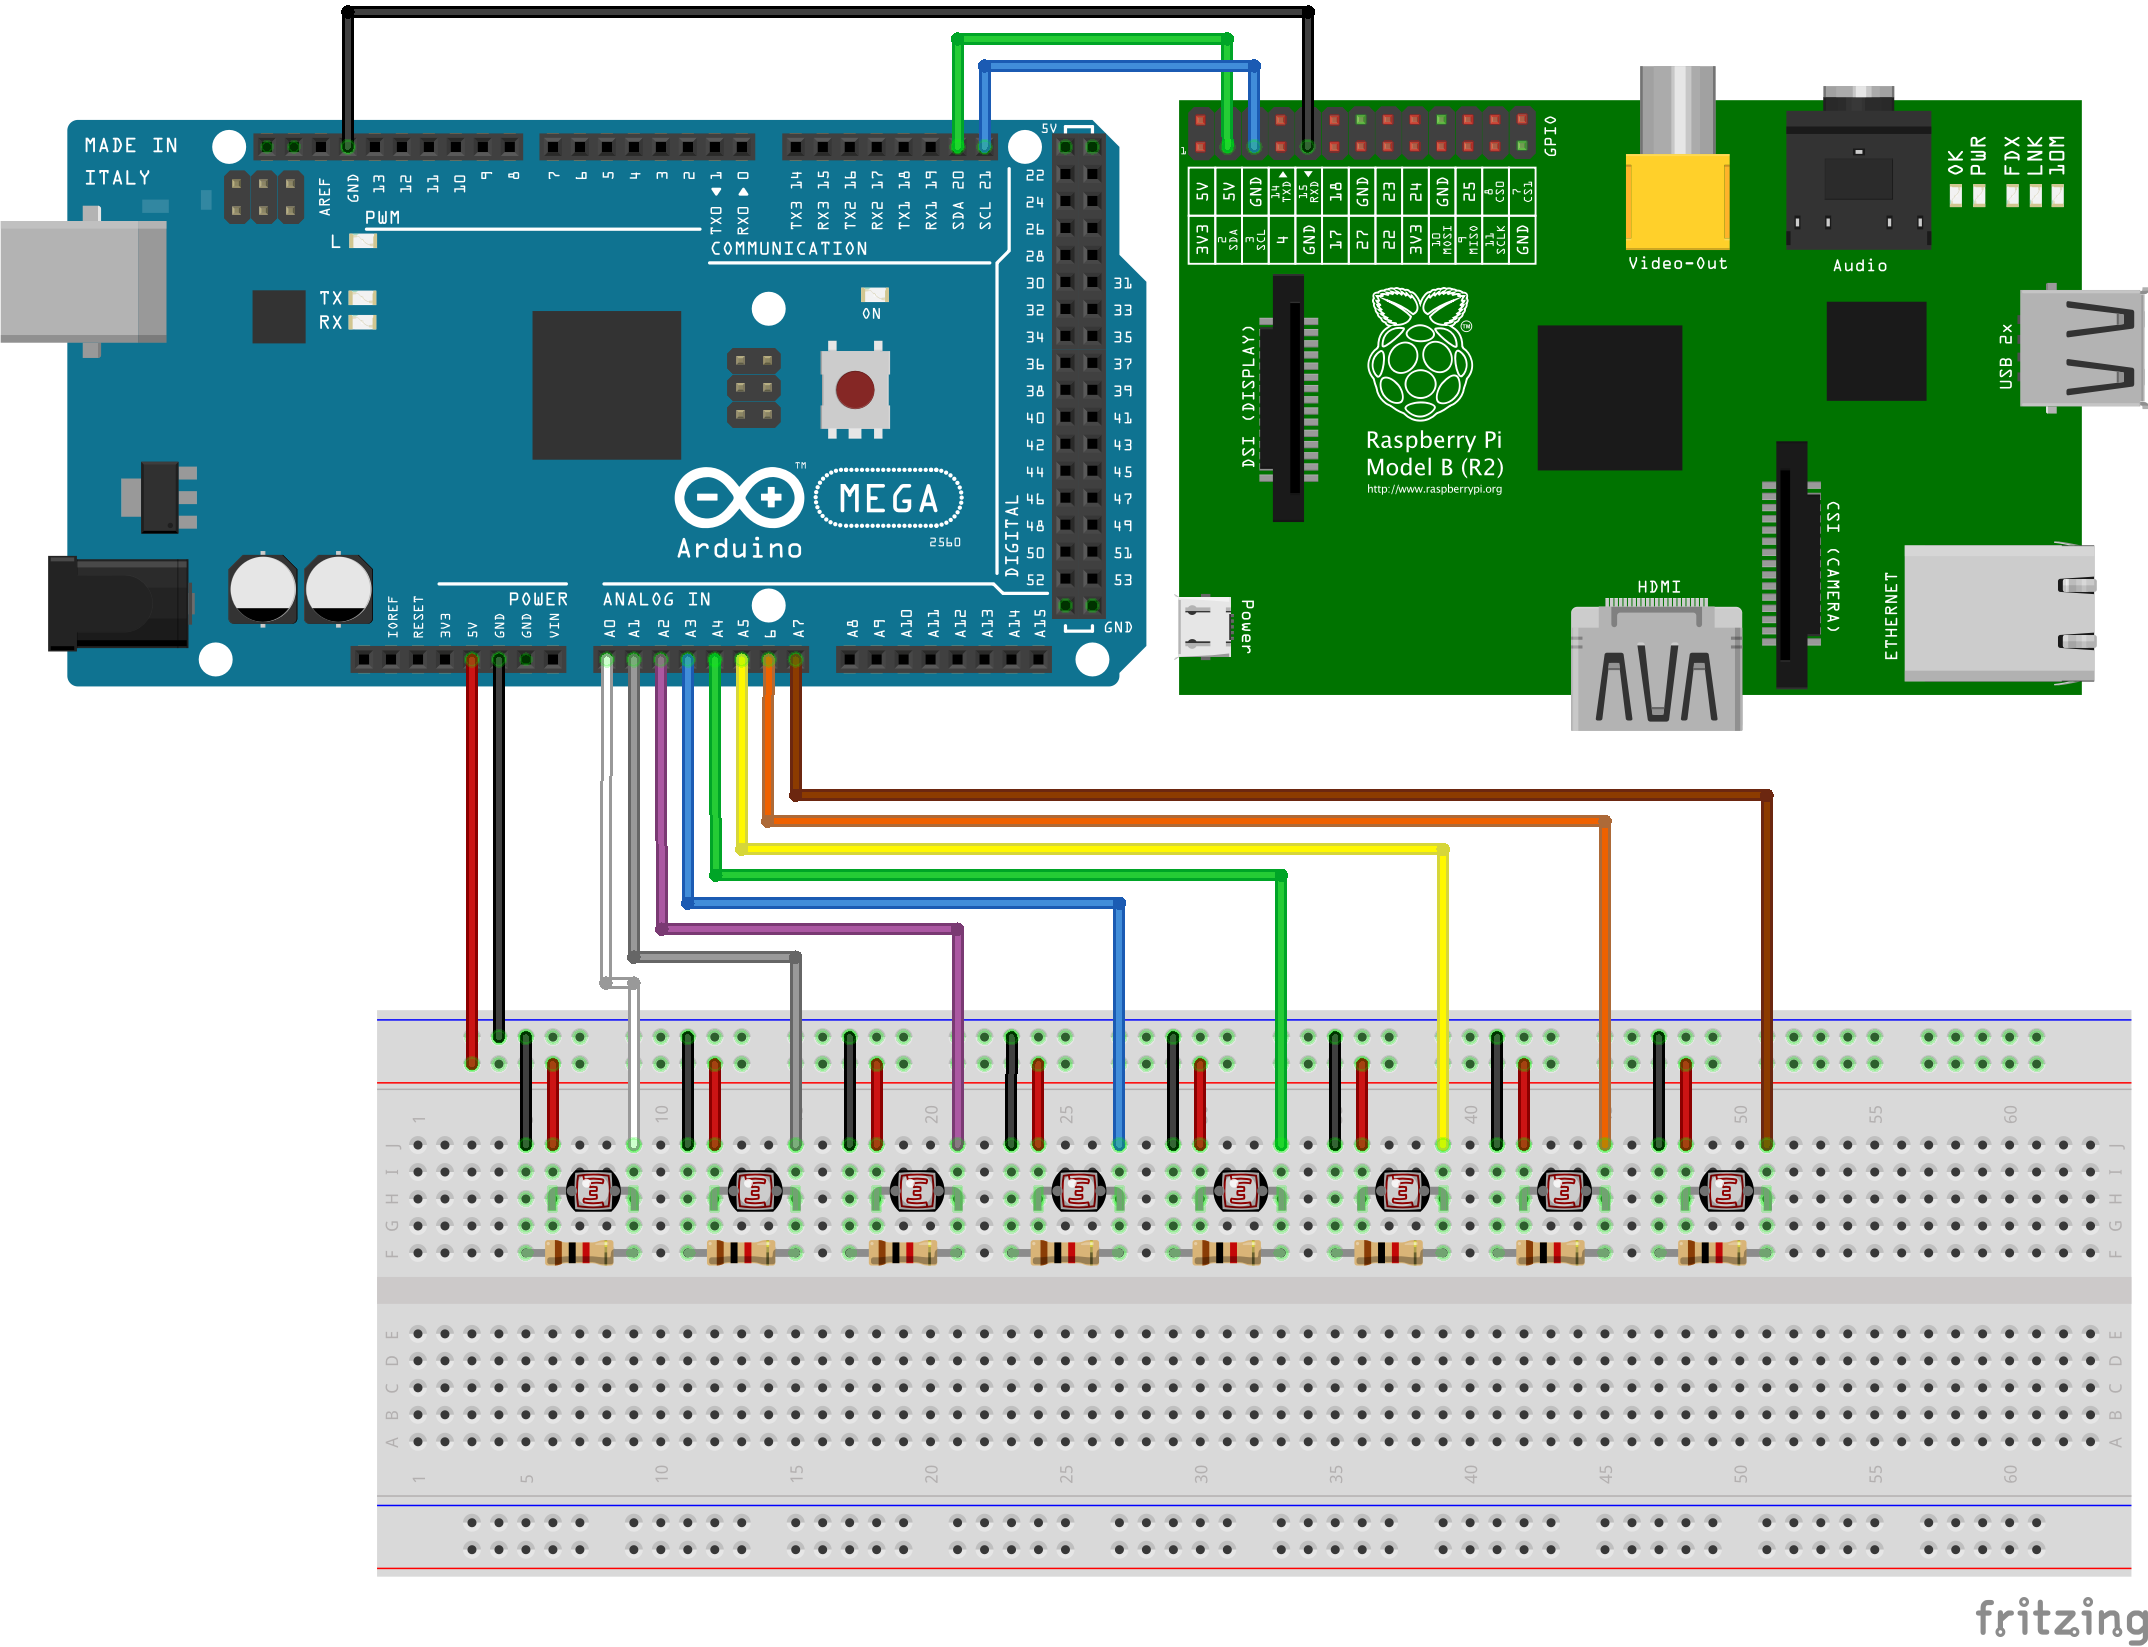 MADE IN
ITALY
AREF
GND
13
12
11
10
9
8
7
6
5
4
3
2
TX0 1
RX0 0
TX3 14
RX3 15
TX2 16
RX2 17
TX1 18
RX1 19
SDA 20
SCL 21
PWM
COMMUNICATION
L
TX
RX
ON
5V
22
24
26
28
30 31
32 33
34 35
36 37
38 39
40 41
42 43
44 45
46 47
48 49
50 51
52 53
GND
DIGITAL
TM
MEGA
Arduino
2560
POWER
ANALOG IN
IOREF
RESET
3V3
5V
GND
GND
VIN
A0
A1
A2
A3
A4
A5
6
A7
A8
A9
A10
A11
A12
A13
A14
A15
1
GPIO
5V
5V
GND
14 TXD
15 RXD
18
GND
23
24
GND
25
8 CS0
7 CS1
3V3
2 SDA
3 SCL
4
GND
17
27
22
3V3
10 MOSI
9 MISO
11 SCLK
GND
Video-Out
Audio
OK
PWR
FDX
LNK
10M
USB 2x
DSI (DISPLAY)
TM
Raspberry Pi
Model B (R2)
http://www.raspberrypi.org
CSI (CAMERA)
Power
HDMI
ETHERNET
1 10 20 25 40 50 55 60
J J
I I
H H
G G
F F
E E
D D
C C
B B
A A
1 5 10 15 20 25 30 35 40 45 50 55 60
fritzing